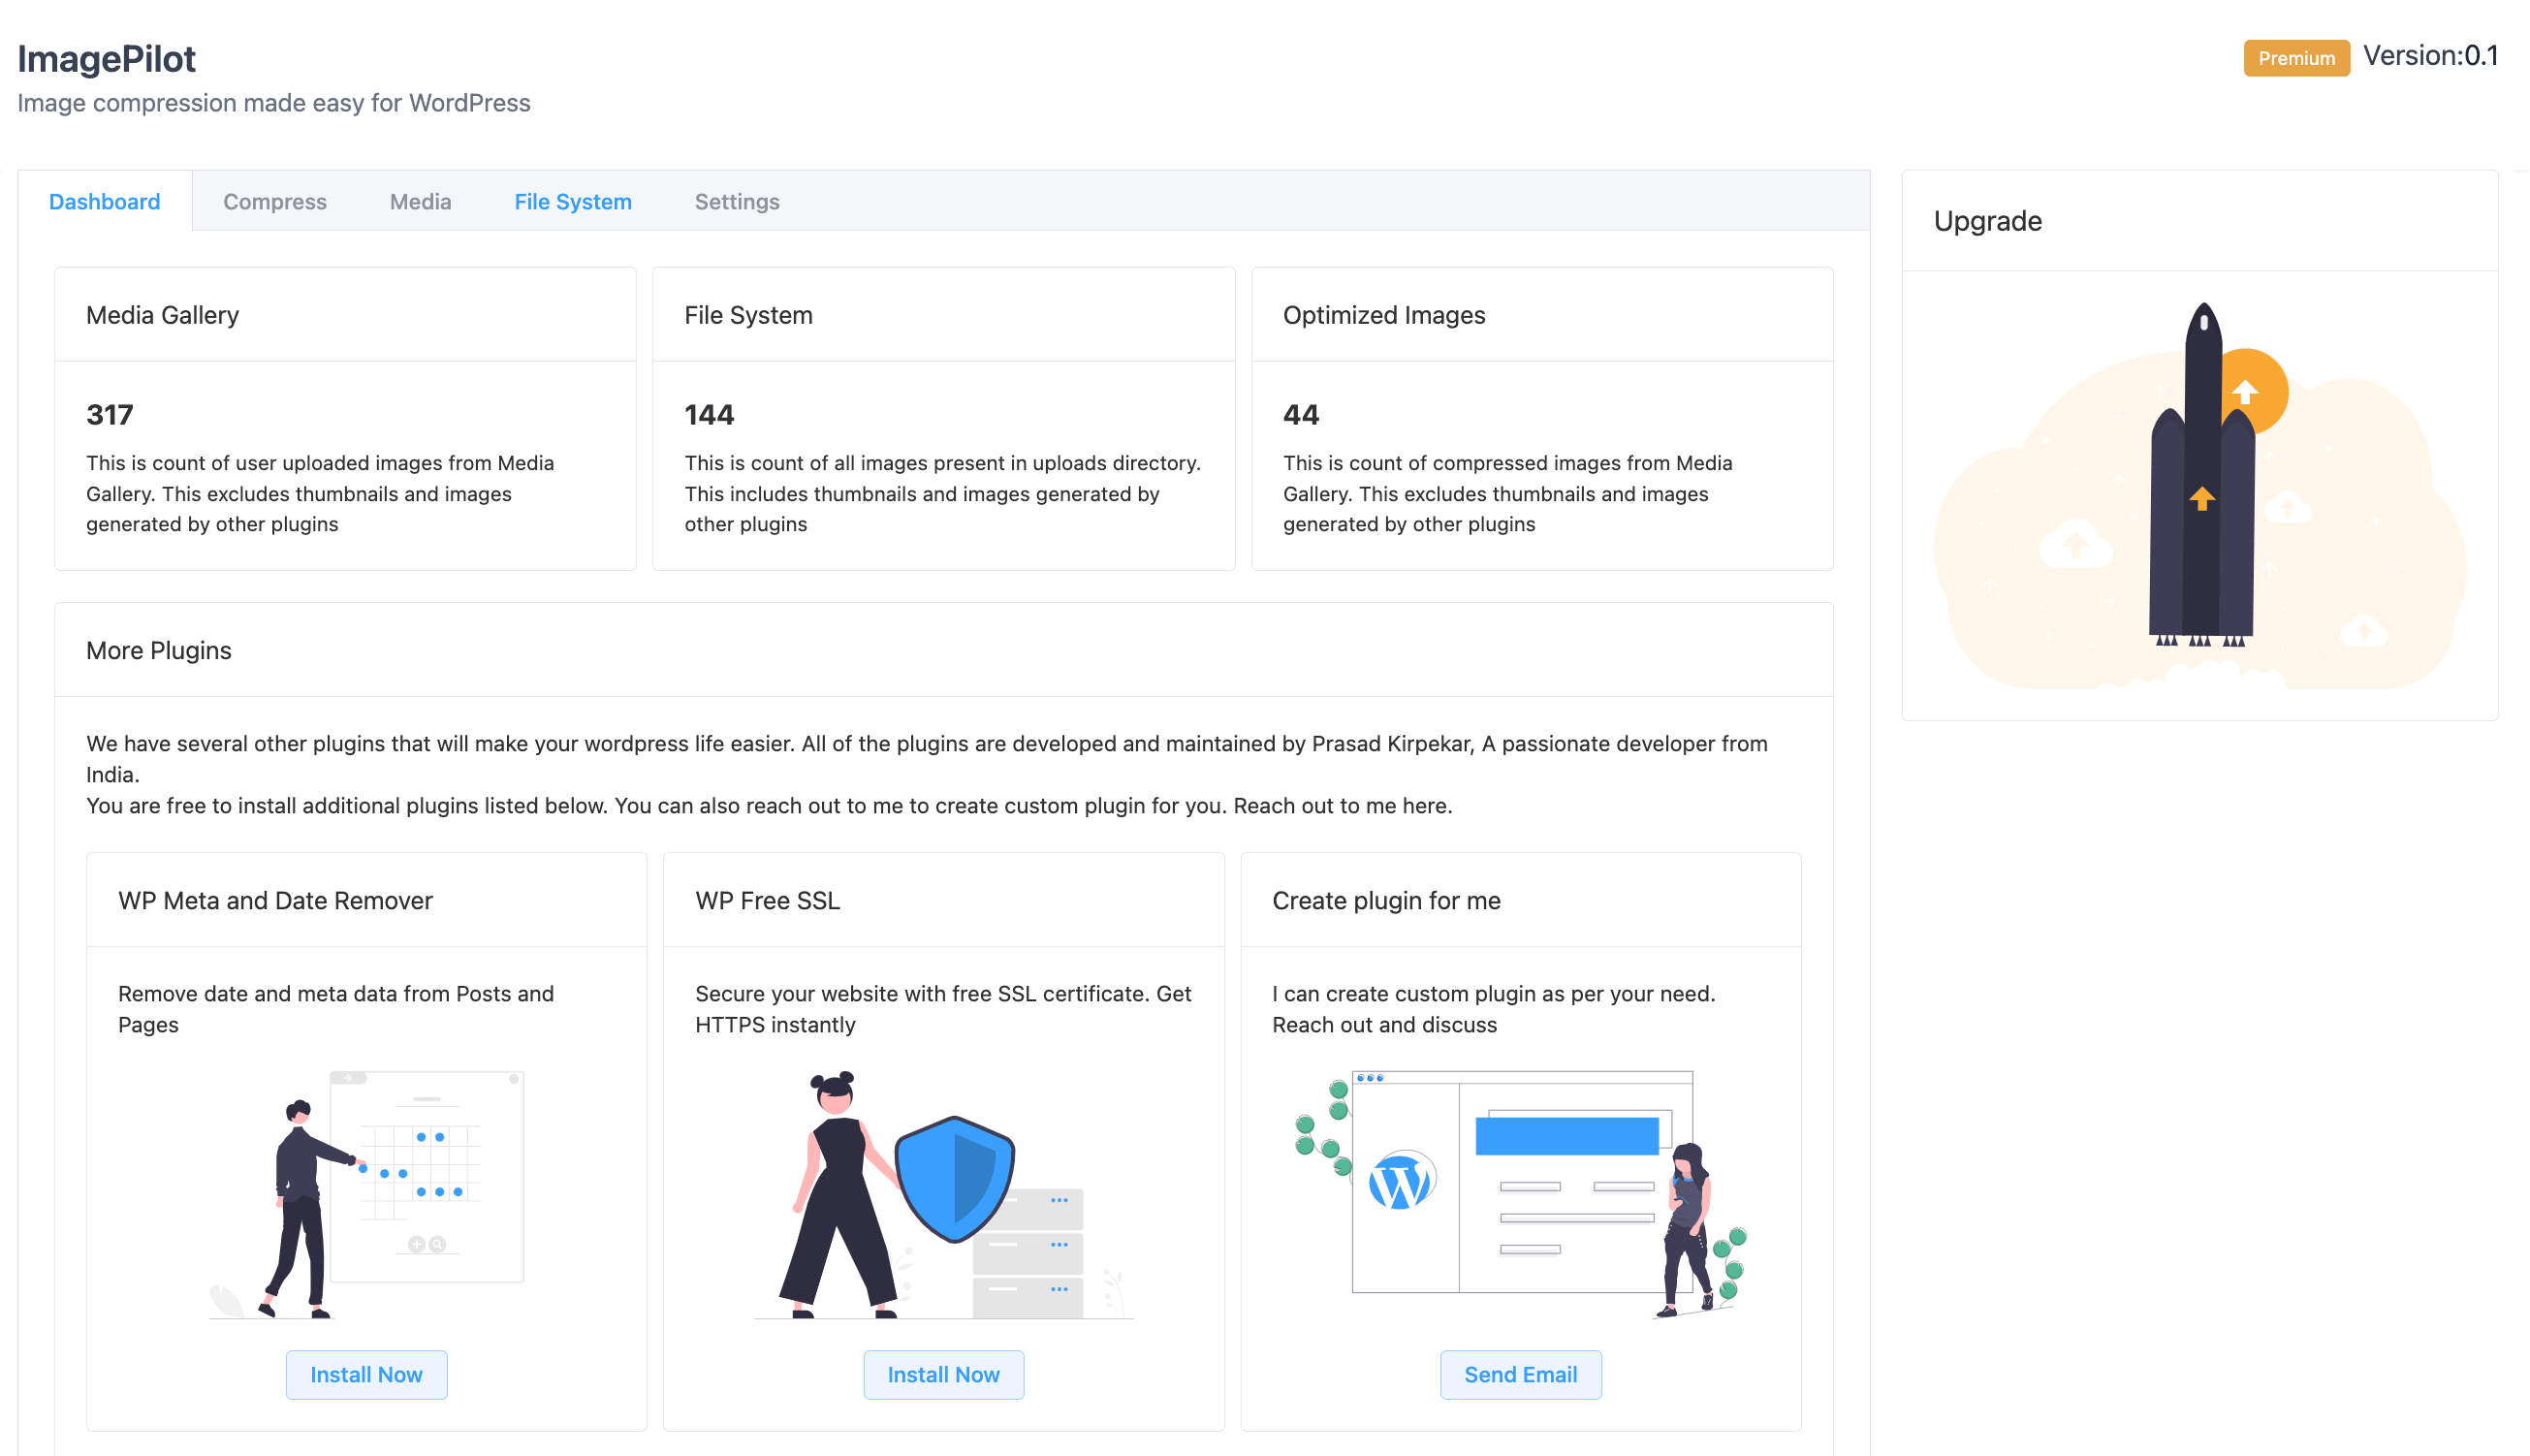 ImagePilot
Premium Version:0.1
Image compression made easy for WordPress
Dashboard Compress Media File System Settings
Upgrade
Media Gallery
317
This is count of user uploaded images from Media
Gallery. This excludes thumbnails and images
generated by other plugins
File System
144
This is count of all images present in uploads directory.
This includes thumbnails and images generated by
other plugins
Optimized Images
44
This is count of compressed images from Media
Gallery. This excludes thumbnails and images
generated by other plugins
More Plugins
We have several other plugins that will make your wordpress life easier. All of the plugins are developed and maintained by Prasad Kirpekar, A passionate developer from
India.
You are free to install additional plugins listed below. You can also reach out to me to create custom plugin for you. Reach out to me here.
WP Meta and Date Remover
Remove date and meta data from Posts and
Pages
Install Now
WP Free SSL
Secure your website with free SSL certificate. Get
HTTPS instantly
Install Now
Create plugin for me
I can create custom plugin as per your need.
Reach out and discuss
Send Email